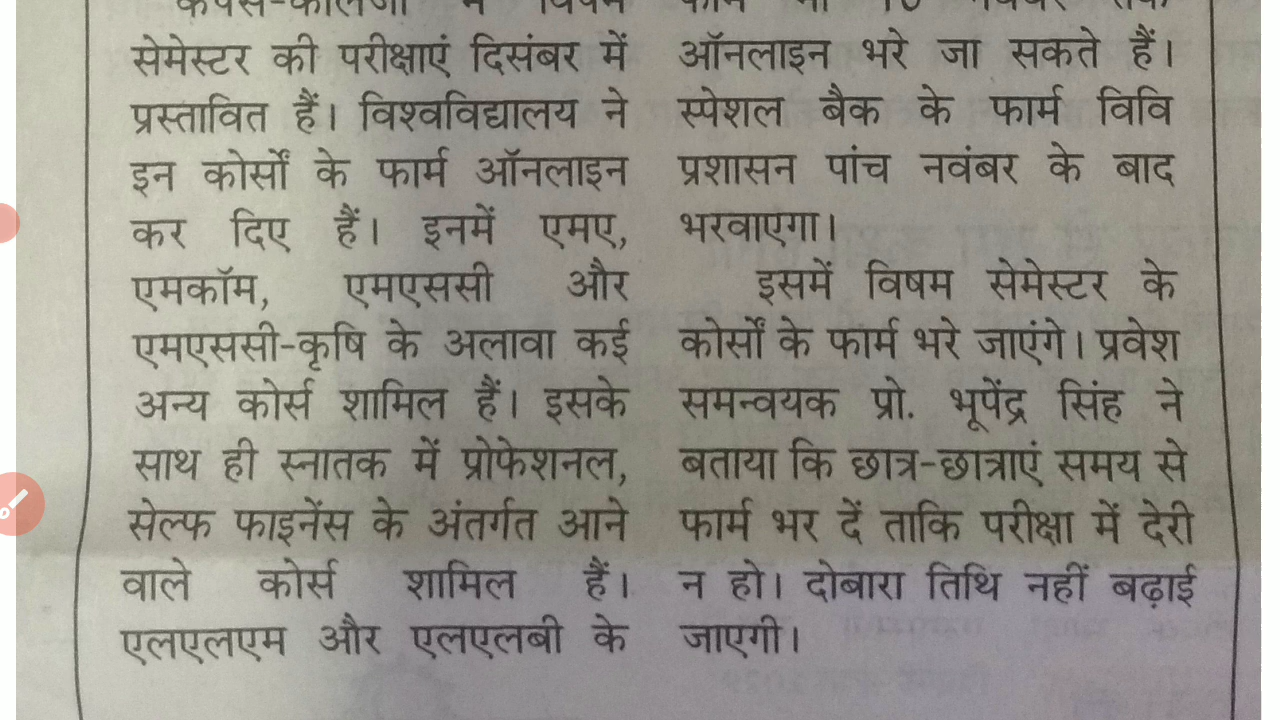 सेमेस्टर की परीक्षाएं दिसंबर में
प्रस्तावित हैं। विश्वविद्यालय ने
इन कोर्सों के फार्म ऑनलाइन
कर दिए हैं। इनमें एमए,
एमकॉम, एमएससी और
एमएससी-कृषि के अलावा कई
अन्य कोर्स शामिल हैं। इसके
साथ ही स्नातक में प्रोफेशनल,
सेल्फ फाइनेंस के अंतर्गत आने
वाले कोर्स शामिल हैं।
एलएलएम और एलएलबी के
ऑनलाइन भरे जा सकते हैं।
स्पेशल बैक के फार्म विवि
प्रशासन पांच नवंबर के बाद
भरवाएगा।
इसमें विषम सेमेस्टर के
कोर्सों के फार्म भरे जाएंगे। प्रवेश
समन्वयक प्रो. भूपेंद्र सिंह ने
बताया कि छात्र-छात्राएं समय से
फार्म भर दें ताकि परीक्षा में देरी
न हो। दोबारा तिथि नहीं बढ़ाई
जाएगी।